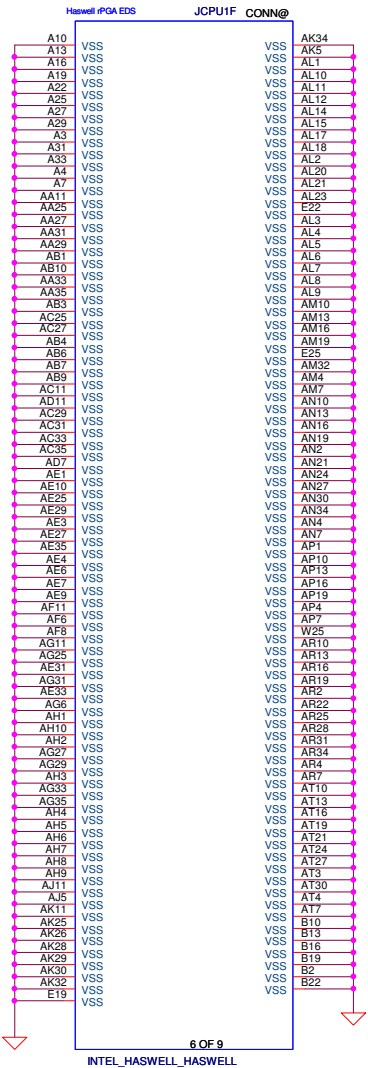 Haswell rPGA EDS JCPU1F CONN@
A10 VSS VSS AK34
A13 VSS VSS AK5
A16 VSS VSS AL1
A19 VSS VSS AL10
A22 VSS VSS AL11
A25 VSS VSS AL12
A27 VSS VSS AL14
A29 VSS VSS AL15
A3 VSS VSS AL17
A31 VSS VSS AL18
A33 VSS VSS AL2
A4 VSS VSS AL20
A7 VSS VSS AL21
AA11 VSS VSS AL23
AA25 VSS VSS E22
AA27 VSS VSS AL3
AA31 VSS VSS AL4
AA29 VSS VSS AL5
AB1 VSS VSS AL6
AB10 VSS VSS AL7
AA33 VSS VSS AL8
AA35 VSS VSS AL9
AB3 VSS VSS AM10
AC25 VSS VSS AM13
AC27 VSS VSS AM16
AB4 VSS VSS AM19
AB6 VSS VSS E25
AB7 VSS VSS AM32
AB9 VSS VSS AM4
AC11 VSS VSS AM7
AD11 VSS VSS AN10
AC29 VSS VSS AN13
AC31 VSS VSS AN16
AC33 VSS VSS AN19
AC35 VSS VSS AN2
AD7 VSS VSS AN21
AE1 VSS VSS AN24
AE10 VSS VSS AN27
AE25 VSS VSS AN30
AE29 VSS VSS AN34
AE3 VSS VSS AN4
AE27 VSS VSS AN7
AE35 VSS VSS AP1
AE4 VSS VSS AP10
AE6 VSS VSS AP13
AE7 VSS VSS AP16
AE9 VSS VSS AP19
AF11 VSS VSS AP4
AF6 VSS VSS AP7
AF8 VSS VSS W25
AG11 VSS VSS AR10
AG25 VSS VSS AR13
AE31 VSS VSS AR16
AG31 VSS VSS AR19
AE33 VSS VSS AR2
AG6 VSS VSS AR22
AH1 VSS VSS AR25
AH10 VSS VSS AR28
AH2 VSS VSS AR31
AG27 VSS VSS AR34
AG29 VSS VSS AR4
AH3 VSS VSS AR7
AG33 VSS VSS AT10
AG35 VSS VSS AT13
AH4 VSS VSS AT16
AH5 VSS VSS AT19
AH6 VSS VSS AT21
AH7 VSS VSS AT24
AH8 VSS VSS AT27
AH9 VSS VSS AT3
AJ11 VSS VSS AT30
AJ5 VSS VSS AT4
AK11 VSS VSS AT7
AK25 VSS VSS B10
AK26 VSS VSS B13
AK28 VSS VSS B16
AK29 VSS VSS B19
AK30 VSS VSS B2
AK32 VSS VSS B22
E19 VSS
6 OF 9
INTEL_HASWELL_HASWELL